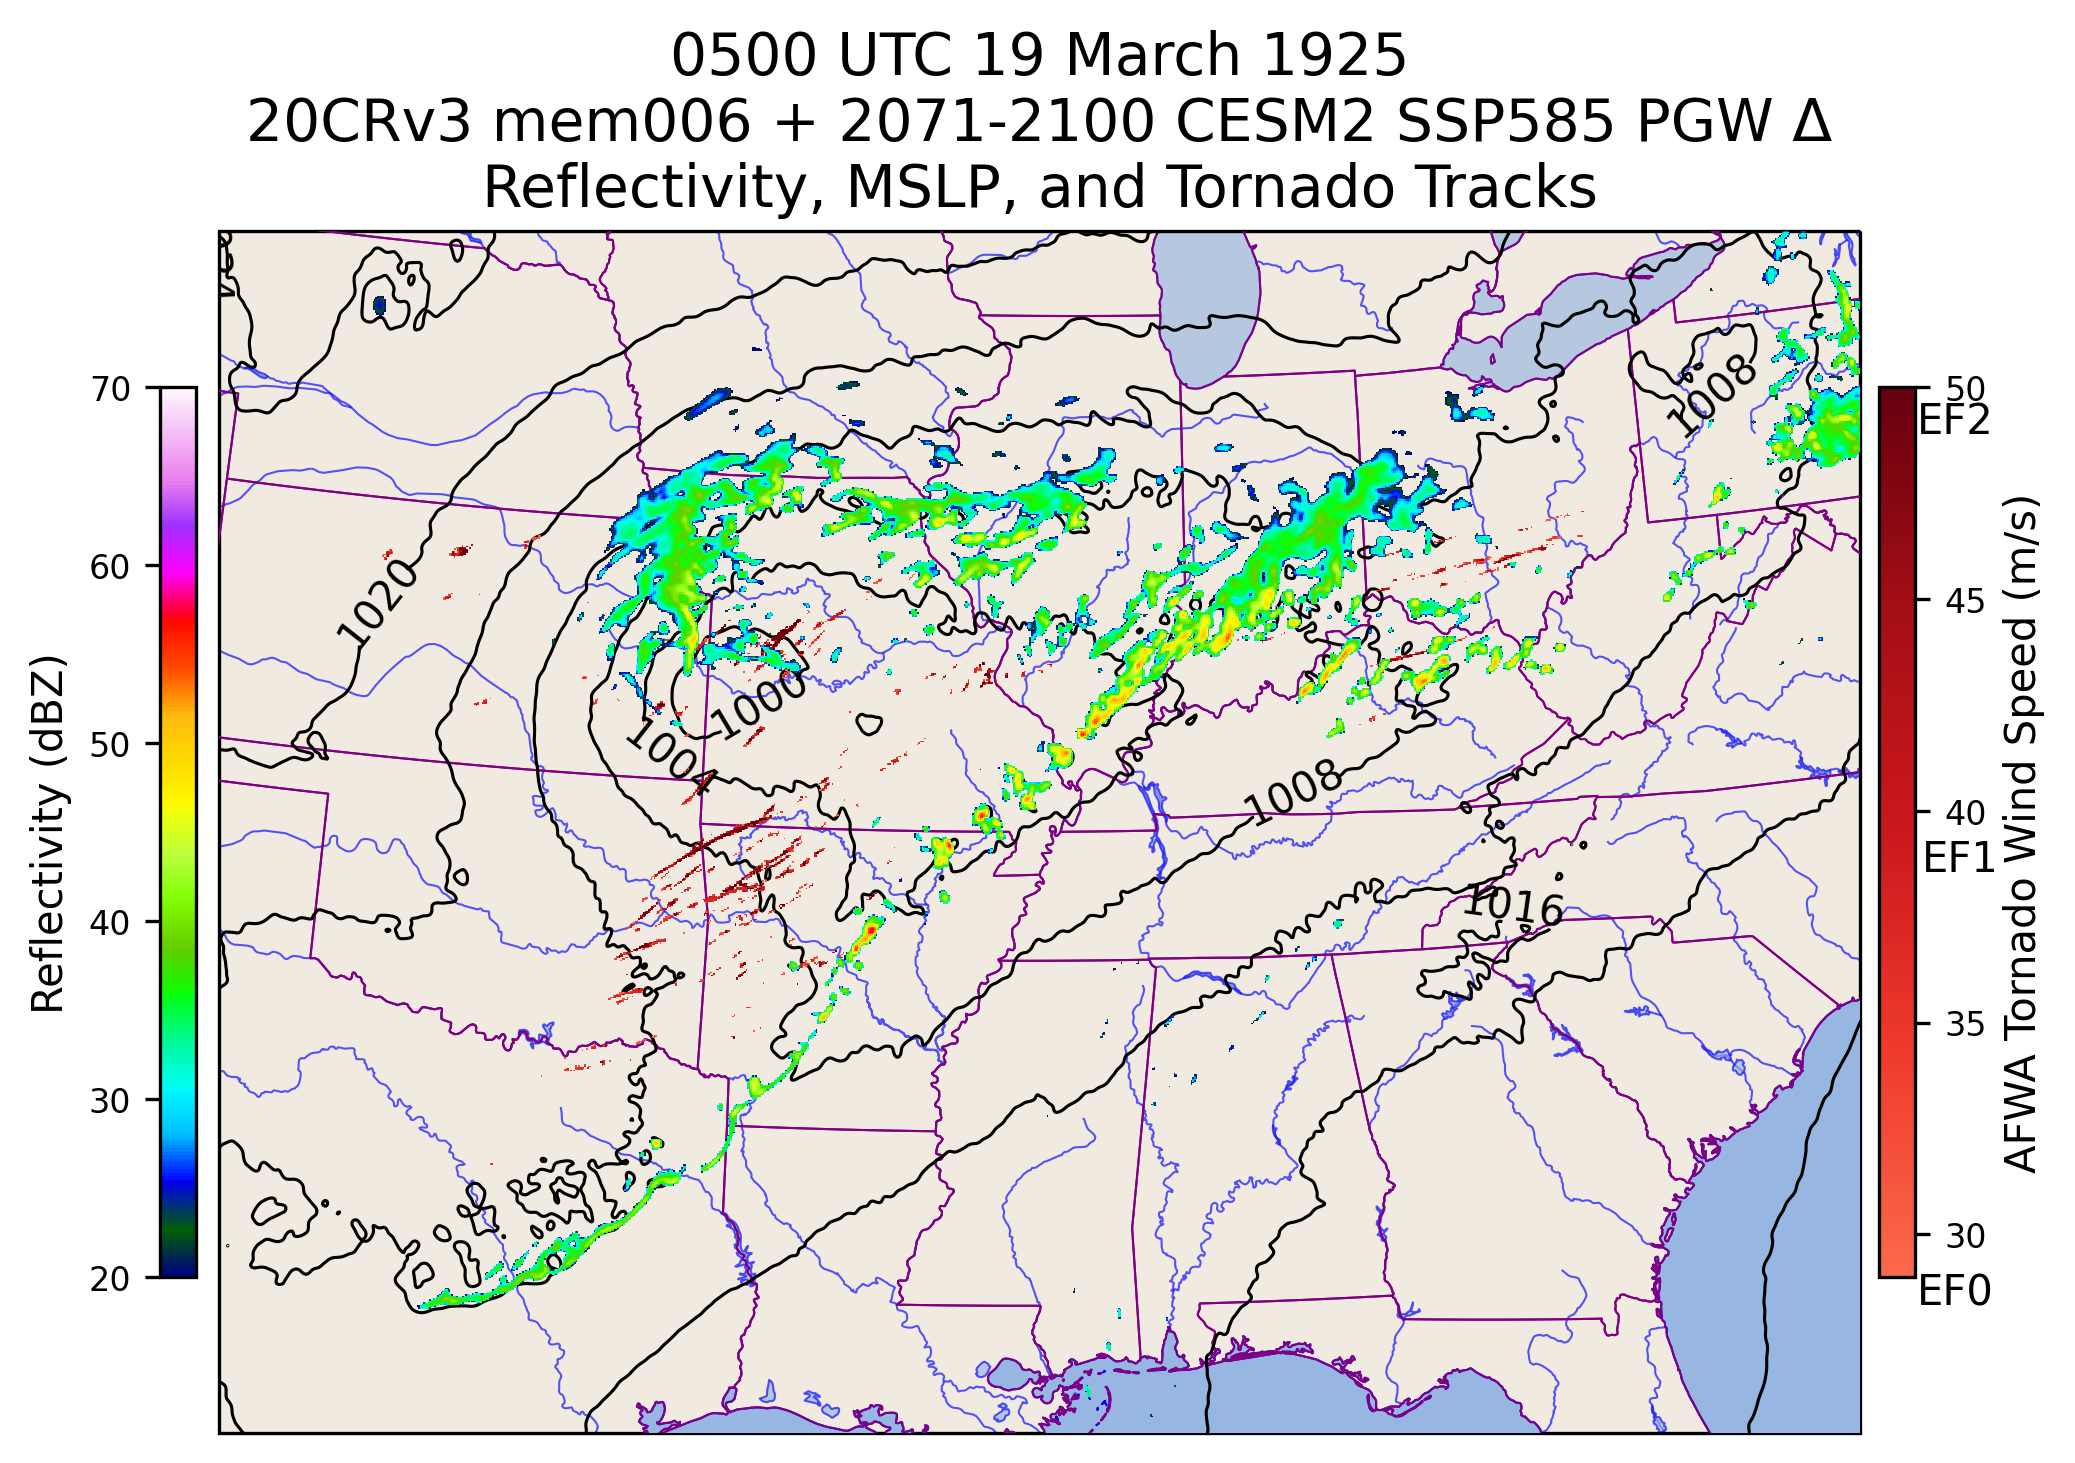 0500 UTC 19 March 1925
20CRv3 mem006 + 2071-2100 CESM2 SSP585 PGW Δ
Reflectivity, MSLP, and Tornado Tracks
70
60
50
40
30
20
Reflectivity (dBZ)
1020
1004
1000
1008
1008
1016
50
EF2
45
40
EF1
35
30
EF0
AFWA Tornado Wind Speed (m/s)